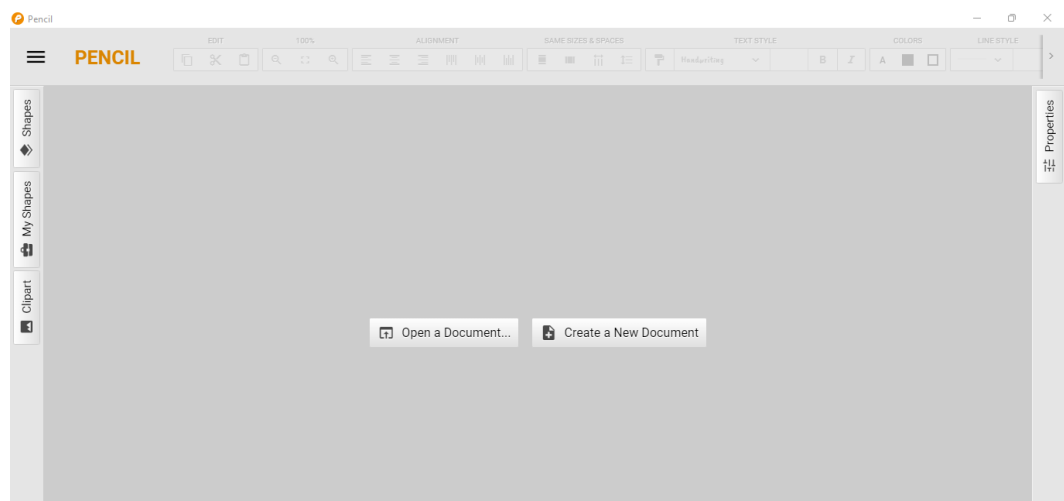 Pencil
PENCIL
EDIT
100%
ALIGNMENT
SAME SIZES & SPACES
TEXT STYLE
COLORS
LINE STYLE
Handwriting
B
I
A
Shapes
My Shapes
Clipart
Properties
Open a Document...
Create a New Document